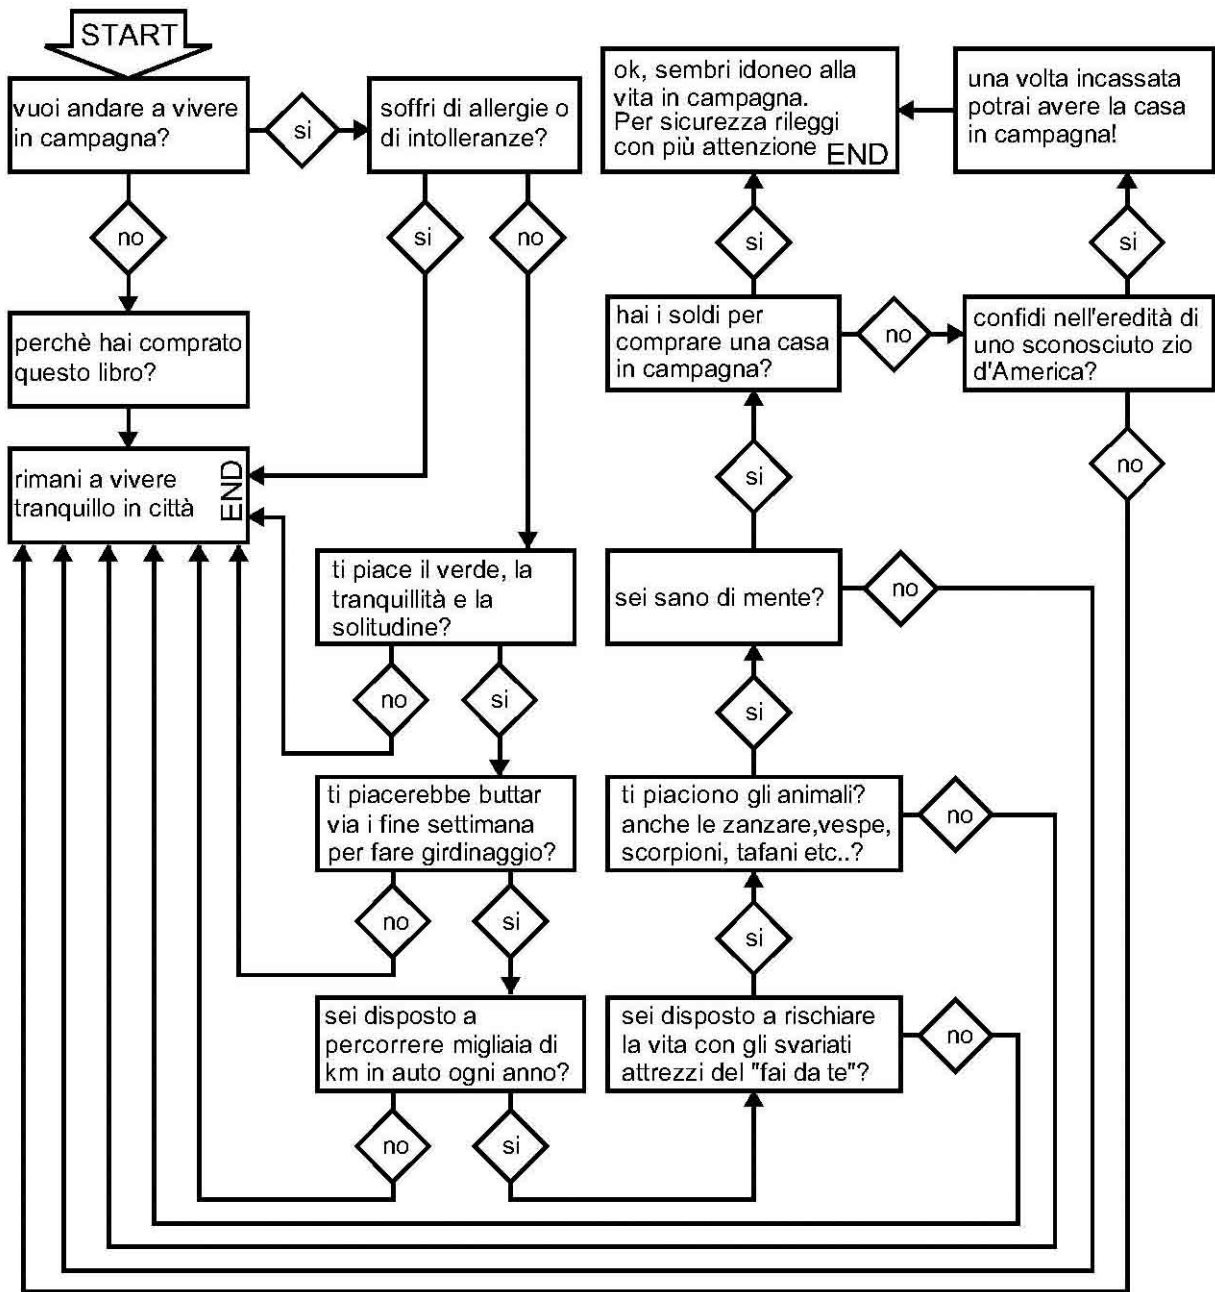 START
vuoi andare a vivere
in campagna?
si
soffri di allergie o
di intolleranze?
no
si
no
perchè hai comprato
questo libro?
rimani a vivere
tranquillo in città
END
ti piace il verde, la
tranquillità e la
solitudine?
no
si
ti piacerebbe buttar
via i fine settimana
per fare girdinaggio?
no
si
sei disposto a
percorrere migliaia di
km in auto ogni anno?
no
si
sei disposto a rischiare
la vita con gli svariati
attrezzi del "fai da te"?
no
si
ti piaciono gli animali?
anche le zanzare,vespe,
scorpioni, tafani etc..?
no
si
sei sano di mente?
no
si
hai i soldi per
comprare una casa
in campagna?
no
si
confidi nell'eredità di
uno sconosciuto zio
d'America?
no
si
una volta incassata
potrai avere la casa
in campagna!
ok, sembri idoneo alla
vita in campagna.
Per sicurezza rileggi
con più attenzione END